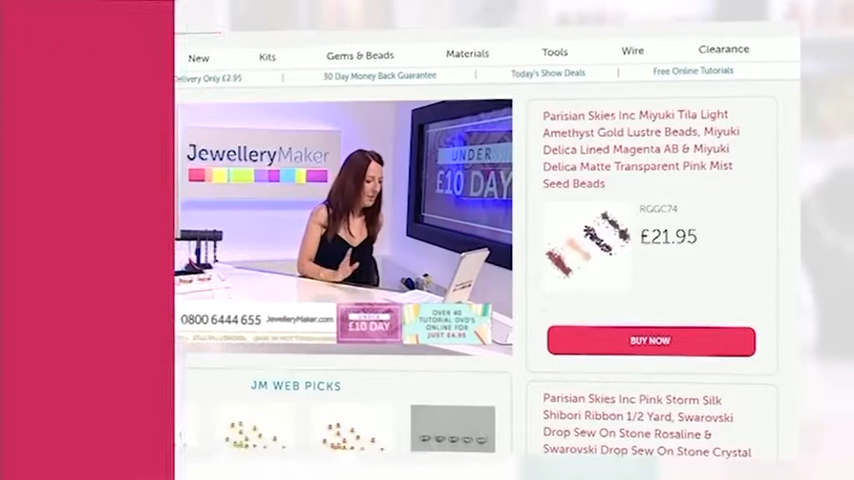 New Kits Gems & Beads Materials Tools Wire Clearance
Delivery Only £2.95 | 30 Day Money Back Guarantee | Today's Show Deals | Free Online Tutorials
JewelleryMaker
UNDER
£10 DAY
0800 6444 655 JewelleryMaker.com
UNDER
£10 DAY
OVER 40
TUTORIAL DVD'S
ONLINE FOR
JUST £4.95
JM WEB PICKS
Parisian Skies Inc Miyuki Tila Light
Amethyst Gold Lustre Beads, Miyuki
Delica Lined Magenta AB & Miyuki
Delica Matte Transparent Pink Mist
Seed Beads
RGGC74
£21.95
BUY NOW
Parisian Skies Inc Pink Storm Silk
Shibori Ribbon 1/2 Yard, Swarovski
Drop Sew On Stone Rosaline &
Swarovski Drop Sew On Stone Crystal